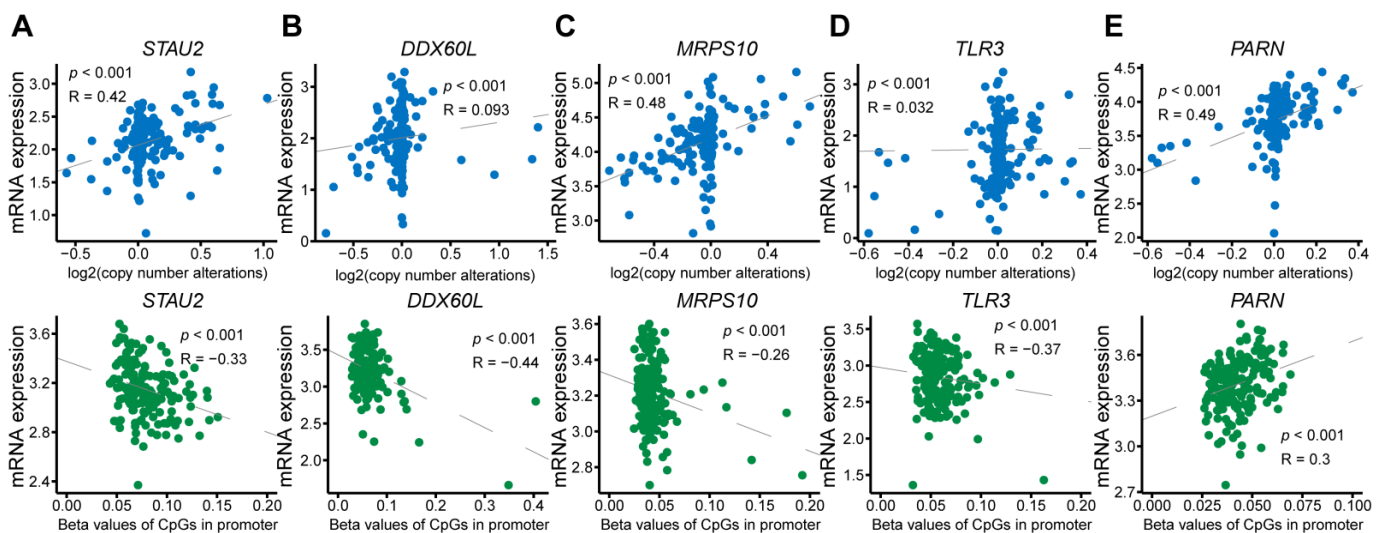 A
STAU2
p < 0.001
R = 0.42
mRNA expression
3.0
2.5
2.0
1.5
1.0
−0.5 0.0 0.5 1.0
log2(copy number alterations)
B
DDX60L
p < 0.001
R = 0.093
mRNA expression
3
2
1
0
−0.5 0.0 0.5 1.0 1.5
log2(copy number alterations)
C
MRPS10
p < 0.001
R = 0.48
mRNA expression
5.0
4.5
4.0
3.5
3.0
−0.4 0.0 0.4
log2(copy number alterations)
D
TLR3
p < 0.001
R = 0.032
mRNA expression
3
2
1
0
−0.6 −0.4 −0.2 0.0 0.2 0.4
log2(copy number alterations)
E
PARN
p < 0.001
R = 0.49
mRNA expression
4.5
4.0
3.5
3.0
2.5
2.0
−0.6 −0.4 −0.2 0.0 0.2 0.4
log2(copy number alterations)
STAU2
p < 0.001
R = −0.33
mRNA expression
3.6
3.2
2.8
2.4
0.00 0.05 0.10 0.15 0.20
Beta values of CpGs in promoter
DDX60L
p < 0.001
R = −0.44
mRNA expression
3.5
3.0
2.5
2.0
0.0 0.1 0.2 0.3 0.4
Beta values of CpGs in promoter
MRPS10
p < 0.001
R = −0.26
mRNA expression
3.6
3.4
3.2
3.0
2.8
0.00 0.05 0.10 0.15 0.20
Beta values of CpGs in promoter
TLR3
p < 0.001
R = −0.37
mRNA expression
3.5
3.0
2.5
2.0
1.5
0.00 0.05 0.10 0.15 0.20
Beta values of CpGs in promoter
PARN
p < 0.001
R = 0.3
mRNA expression
3.6
3.3
3.0
2.7
0.000 0.025 0.050 0.075 0.100
Beta values of CpGs in promoter